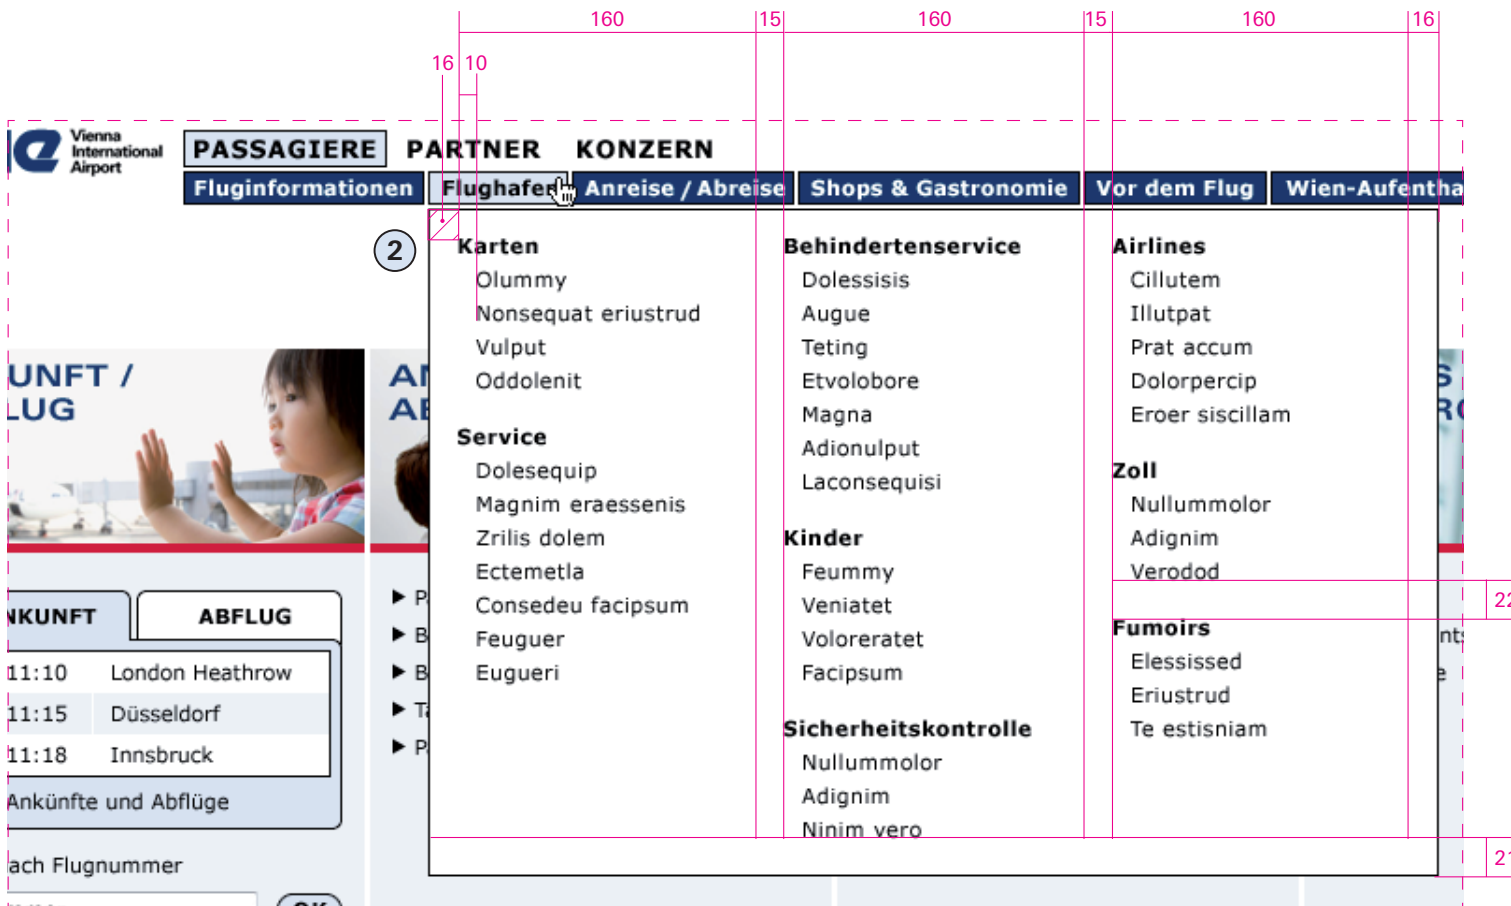 160 15 160 15 160 16
16 10
Vienna
International
Airport
PASSAGIERE PARTNER KONZERN
Fluginformationen Flughafen Anreise / Abreise Shops & Gastronomie Vor dem Flug Wien-Aufentha
2
Karten
Olummy
Nonsequat eriustrud
Vulput
Oddolenit
Service
Dolesequip
Magnim eraessenis
Zrilis dolem
Ectemetla
Consedeu facipsum
Feuguer
Eugueri
Behindertenservice
Dolessisis
Augue
Teting
Etvolobore
Magna
Adionulput
Laconsequisi
Kinder
Feummy
Veniatet
Voloreratet
Facipsum
Sicherheitskontrolle
Nullummolor
Adignim
Ninim vero
Airlines
Cillutem
Illutpat
Prat accum
Dolorpercip
Eroer siscillam
Zoll
Nullummolor
Adignim
Verodod
Fumoirs
Elessissed
Eriustrud
Te estisniam
22
21
UNFT /
LUG
NKUNFT ABFLUG
11:10 London Heathrow
11:15 Düsseldorf
11:18 Innsbruck
Ankünfte und Abflüge
ach Flugnummer
OK